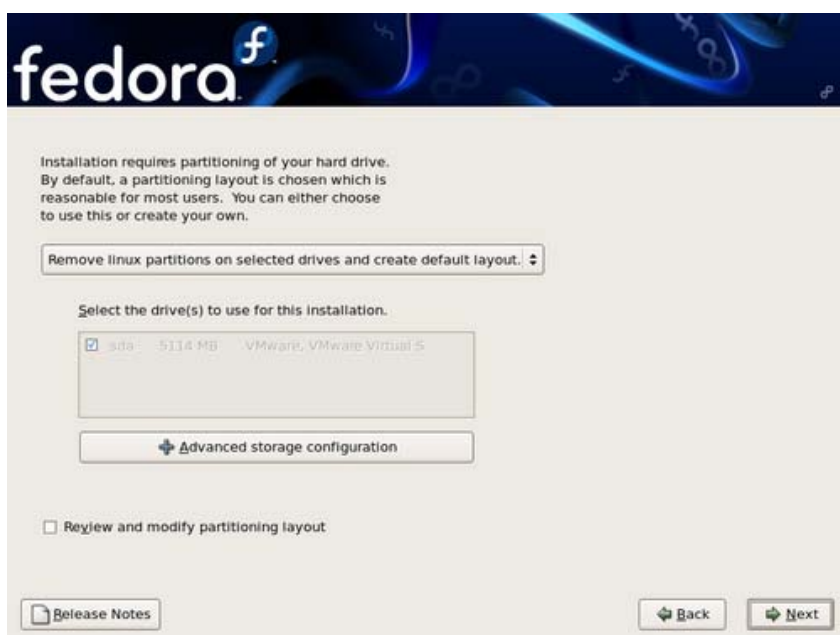 fedora
Installation requires partitioning of your hard drive.
By default, a partitioning layout is chosen which is
reasonable for most users. You can either choose
to use this or create your own.
Remove linux partitions on selected drives and create default layout.
Select the drive(s) to use for this installation.
sda 5114 MB VMware, VMware Virtual S
Advanced storage configuration
Review and modify partitioning layout
Release Notes
Back
Next